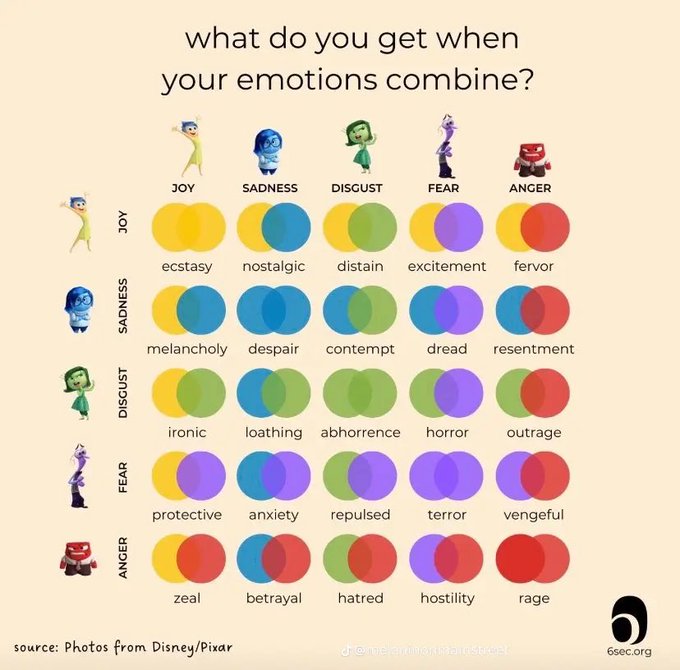 what do you get when
your emotions combine?
JOY SADNESS DISGUST FEAR ANGER
JOY
ecstasy nostalgic distain excitement fervor
SADNESS
melancholy despair contempt dread resentment
DISGUST
ironic loathing abhorrence horror outrage
FEAR
protective anxiety repulsed terror vengeful
ANGER
zeal betrayal hatred hostility rage
source: Photos from Disney/Pixar
6sec.org